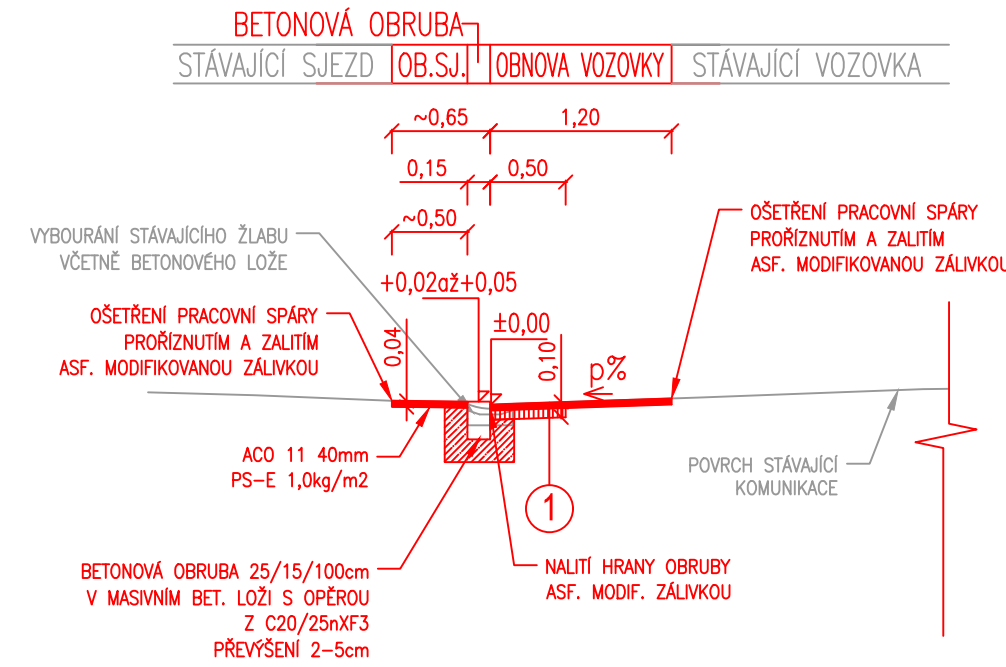 BETONOVÁ OBRUBA
STÁVAJÍCÍ SJEZD OB.SJ. OBNOVA VOZOVKY STÁVAJÍCÍ VOZOVKA
~0,65 1,20
0,15 0,50
~0,50
VYBOURÁNÍ STÁVAJÍCÍHO ŽLABU
VČETNĚ BETONOVÉHO LOŽE
OŠETŘENÍ PRACOVNÍ SPÁRY
PROŘÍZNUTÍM A ZALITÍM
ASF. MODIFIKOVANOU ZÁLIVKOU
+0,02až+0,05
±0,00
OŠETŘENÍ PRACOVNÍ SPÁRY
PROŘÍZNUTÍM A ZALITÍM
ASF. MODIFIKOVANOU ZÁLIVKOU
0,04
0,10
p%
ACO 11 40mm
PS-E 1,0kg/m2
POVRCH STÁVAJÍCÍ
KOMUNIKACE
1
BETONOVÁ OBRUBA 25/15/100cm
V MASIVNÍM BET. LOŽI S OPĚROU
Z C20/25nXF3
PŘEVÝŠENÍ 2-5cm
NALITÍ HRANY OBRUBY
ASF. MODIF. ZÁLIVKOU